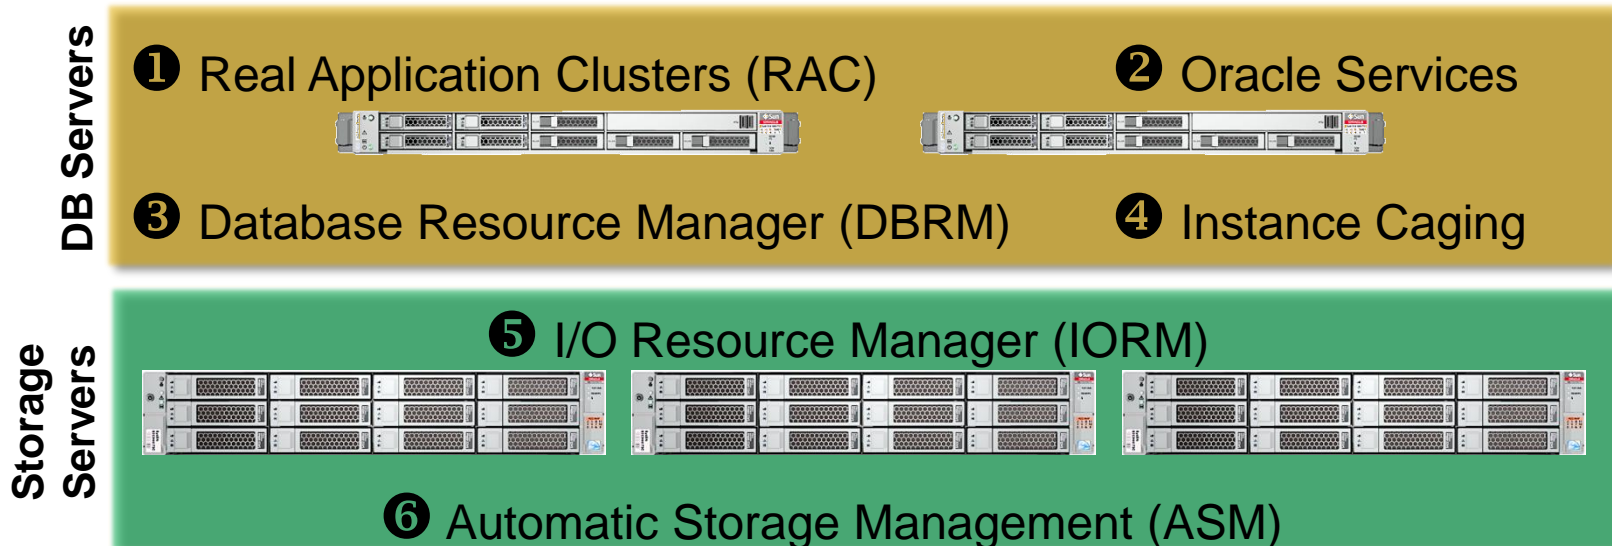 DB Servers
❶ Real Application Clusters (RAC)
❷ Oracle Services
❸ Database Resource Manager (DBRM)
❹ Instance Caging
Storage
Servers
❺ I/O Resource Manager (IORM)
❻ Automatic Storage Management (ASM)